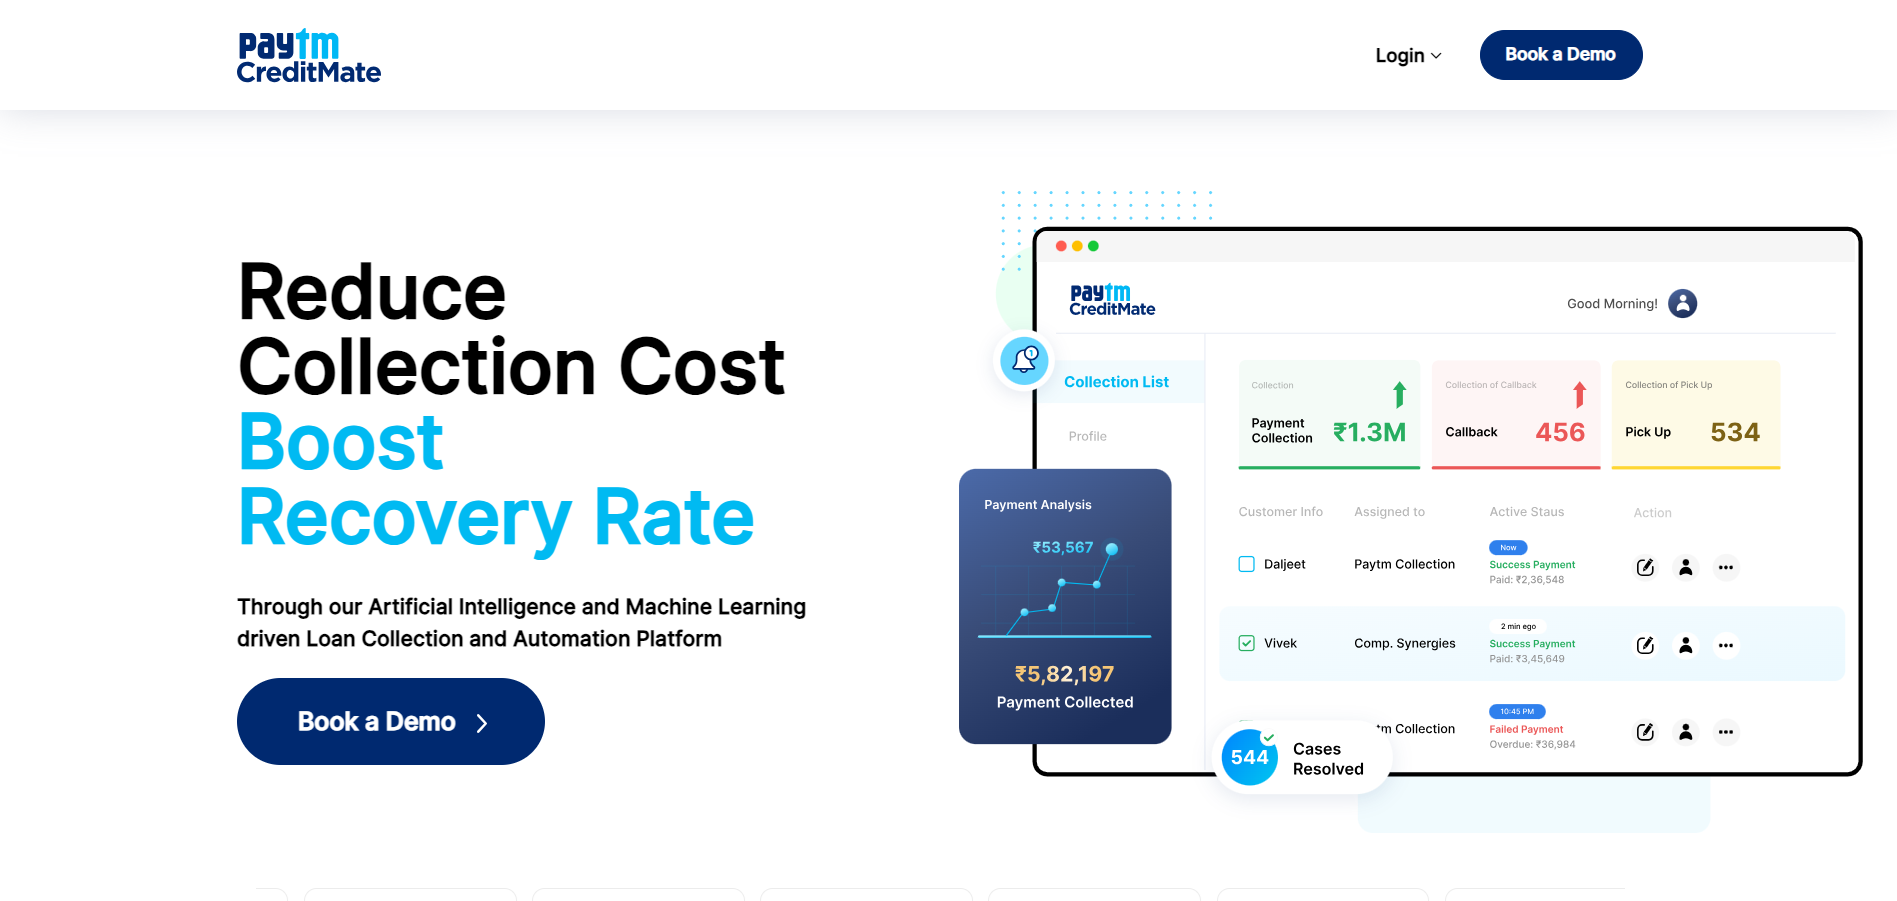 paytm
CreditMate
Login
Book a Demo
Reduce
Collection Cost
Boost
Recovery Rate
Through our Artificial Intelligence and Machine Learning
driven Loan Collection and Automation Platform
Book a Demo
paytm
CreditMate
Good Morning!
1
Collection List
Profile
Collection
Payment
Collection
₹1.3M
Collection of Callback
Callback
456
Collection of Pick Up
Pick Up
534
Payment Analysis
₹53,567
₹5,82,197
Payment Collected
Customer Info Assigned to Active Staus Action
Now
Daljeet Paytm Collection Success Payment
Paid: ₹2,36,548
2 min ego
Vivek Comp. Synergies Success Payment
Paid: ₹3,45,649
10:45 PM
tm Collection Failed Payment
Overdue: ₹36,984
544
Cases
Resolved